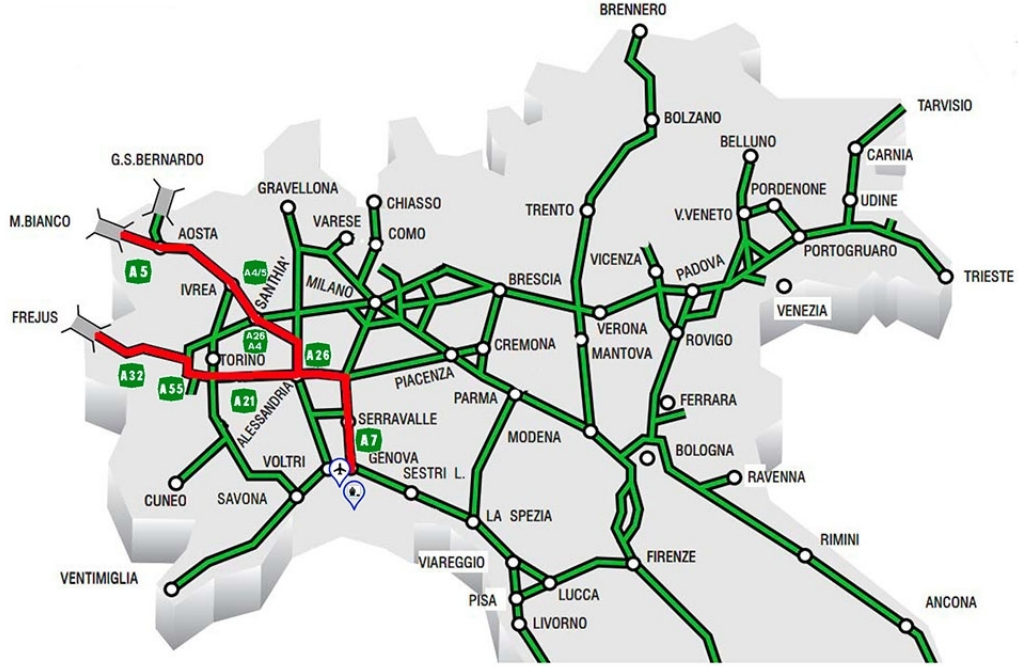 BRENNERO
TARVISIO
BOLZANO
BELLUNO
CARNIA
G.S.BERNARDO
GRAVELLONA
PORDENONE
CHIASSO
UDINE
M.BIANCO
VARESE
TRENTO
V.VENETO
AOSTA
COMO
PORTOGRUARO
A5
A4/5
SANTHIA'
VICENZA
PADOVA
TRIESTE
IVREA
MILANO
BRESCIA
VENEZIA
FREJUS
VERONA
A26
A4
ROVIGO
TORINO
A26
CREMONA
MANTOVA
A32
A55
A21
PIACENZA
PARMA
FERRARA
ALESSANDRIA
SERRAVALLE
A7
MODENA
BOLOGNA
VOLTRI
GENOVA
SESTRI L.
RAVENNA
CUNEO
SAVONA
LA SPEZIA
RIMINI
VENTIMIGLIA
VIAREGGIO
FIRENZE
LUCCA
PISA
ANCONA
LIVORNO